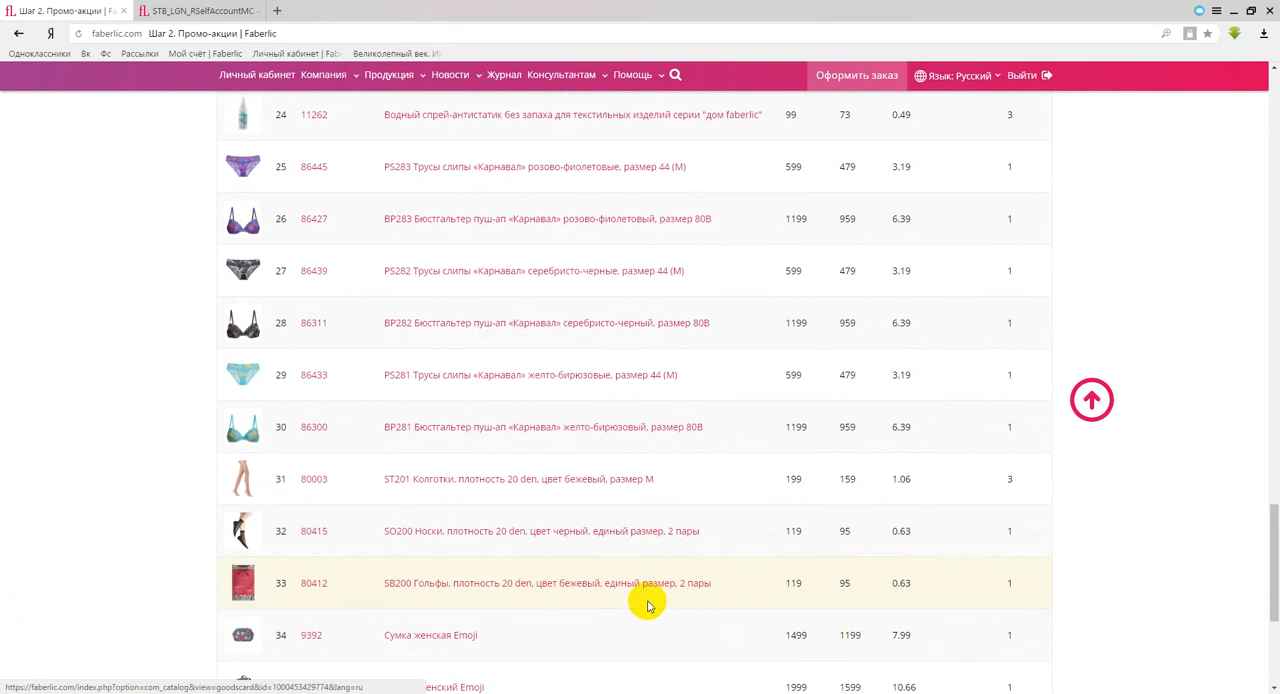 Шаг 2. Промо-акции | Fa
STB_LGN_RSelfAccountMC -
faberlic.com Шаг 2. Промо-акции | Faberlic
Одноклассники Вк Фс Рассылки Мой счёт | Faberlic Личный кабинет | Fab Великолепный век. Ин
Личный кабинет Компания Продукция Новости Журнал Консультантам Помощь Оформить заказ Язык: Русский Выйти
24 11262 Водный спрей-антистатик без запаха для текстильных изделий серии "дом faberlic" 99 73 0.49 3
25 86445 PS283 Трусы слипы «Карнавал» розово-фиолетовые, размер 44 (M) 599 479 3.19 1
26 86427 BP283 Бюстгальтер пуш-ап «Карнавал» розово-фиолетовый, размер 80B 1199 959 6.39 1
27 86439 PS282 Трусы слипы «Карнавал» серебристо-черные, размер 44 (M) 599 479 3.19 1
28 86311 BP282 Бюстгальтер пуш-ап «Карнавал» серебристо-черный, размер 80B 1199 959 6.39 1
29 86433 PS281 Трусы слипы «Карнавал» желто-бирюзовые, размер 44 (M) 599 479 3.19 1
30 86300 BP281 Бюстгальтер пуш-ап «Карнавал» желто-бирюзовый, размер 80B 1199 959 6.39 1
31 80003 ST201 Колготки, плотность 20 den, цвет бежевый, размер M 199 159 1.06 3
32 80415 SO200 Носки, плотность 20 den, цвет черный, единый размер, 2 пары 119 95 0.63 1
33 80412 SB200 Гольфы, плотность 20 den, цвет бежевый, единый размер, 2 пары 119 95 0.63 1
34 9392 Сумка женская Emoji 1499 1199 7.99 1
енский Emoji 1999 1599 10.66 1
https://faberlic.com/index.php?option=com_catalog&view=goodscard&id=1000453429774&lang=ru